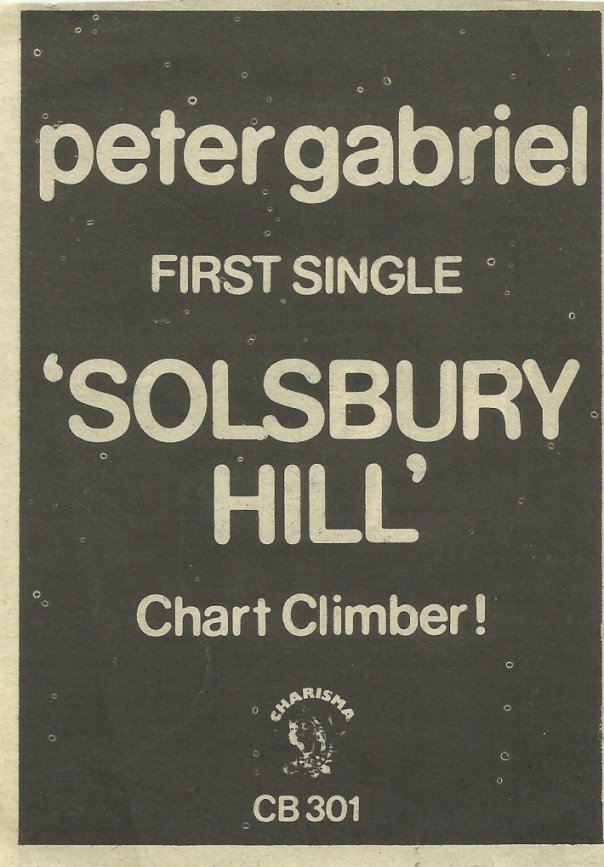 peter gabriel
FIRST SINGLE
‘SOLSBURY
HILL’
Chart Climber!
CHARISMA
CB 301